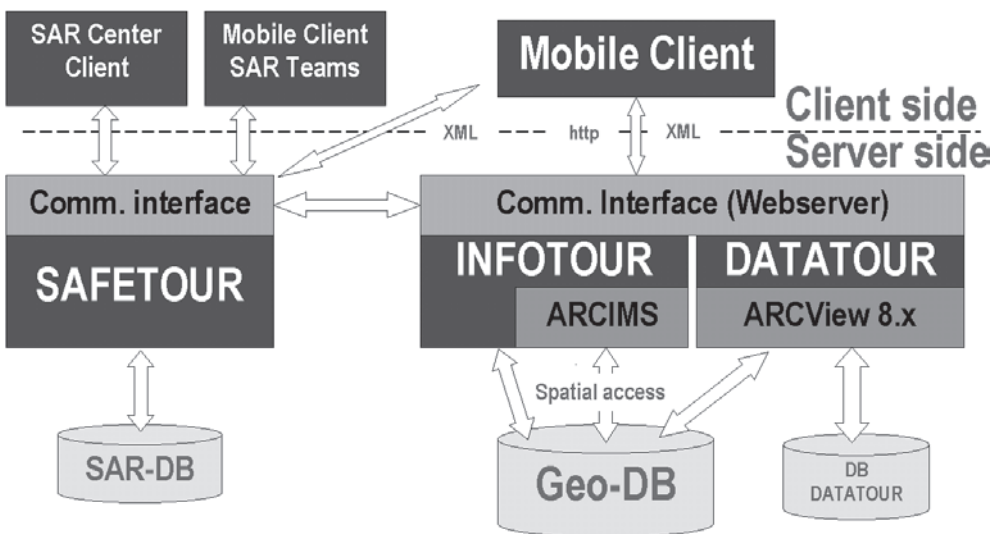 SAR Center
Client
Mobile Client
SAR Teams
Mobile Client
Client side
XML
http
XML
Server side
Comm. interface
Comm. Interface (Webserver)
SAFETOUR
INFOTOUR
DATATOUR
ARCIMS
ARCView 8.x
Spatial access
SAR-DB
Geo-DB
DB
DATATOUR